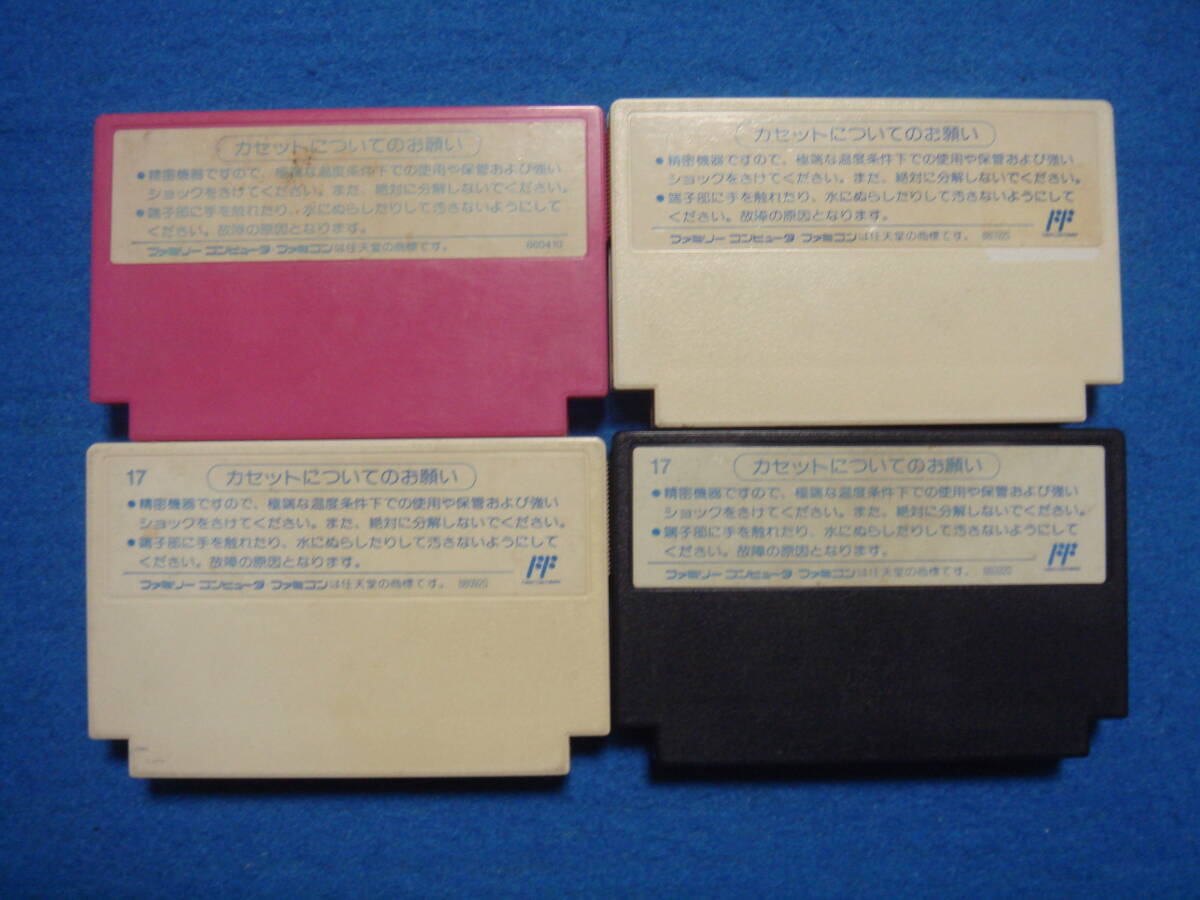 カセットについてのお願い
●精密機器ですので、極端な温度条件下での使用や保管および強い
ショックをさけてください。また、絶対に分解しないでください。
●端子部に手を触れたり、水にぬらしたりして汚さないようにして
ください。故障の原因となります。
ファミリー コンピュータ ファミコンは任天堂の商標です。 860410
カセットについてのお願い
●精密機器ですので、極端な温度条件下での使用や保管および強い
ショックをさけてください。また、絶対に分解しないでください。
●端子部に手を触れたり、水にぬらしたりして汚さないようにして
ください。故障の原因となります。 FF
ファミリー コンピュータ ファミコンは任天堂の商標です。 860920
17 カセットについてのお願い
●精密機器ですので、極端な温度条件下での使用や保管および強い
ショックをさけてください。また、絶対に分解しないでください。
●端子部に手を触れたり、水にぬらしたりして汚さないようにして
ください。故障の原因となります。 FF
ファミリー コンピュータ ファミコンは任天堂の商標です。 860920
17 カセットについてのお願い
●精密機器ですので、極端な温度条件下での使用や保管および強い
ショックをさけてください。また、絶対に分解しないでください。
●端子部に手を触れたり、水にぬらしたりして汚さないようにして
ください。故障の原因となります。 FF
ファミリー コンピュータ ファミコンは任天堂の商標です。 860920